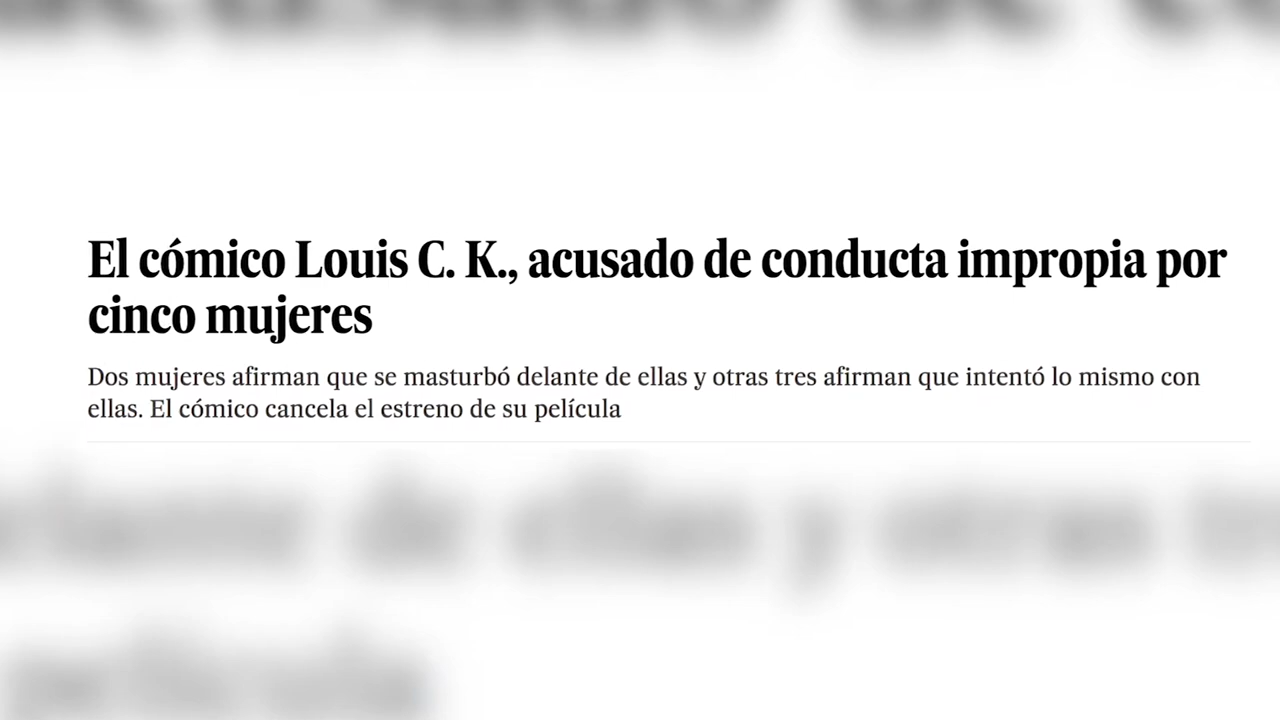 El cómico Louis C. K., acusado de conducta impropia por
cinco mujeres
Dos mujeres afirman que se masturbó delante de ellas y otras tres afirman que intentó lo mismo con
ellas. El cómico cancela el estreno de su película